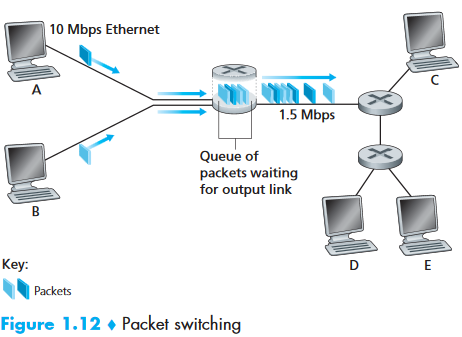 10 Mbps Ethernet
A
C
1.5 Mbps
Queue of
packets waiting
for output link
B
D
E
Key:
Packets
Figure 1.12 ♦ Packet switching